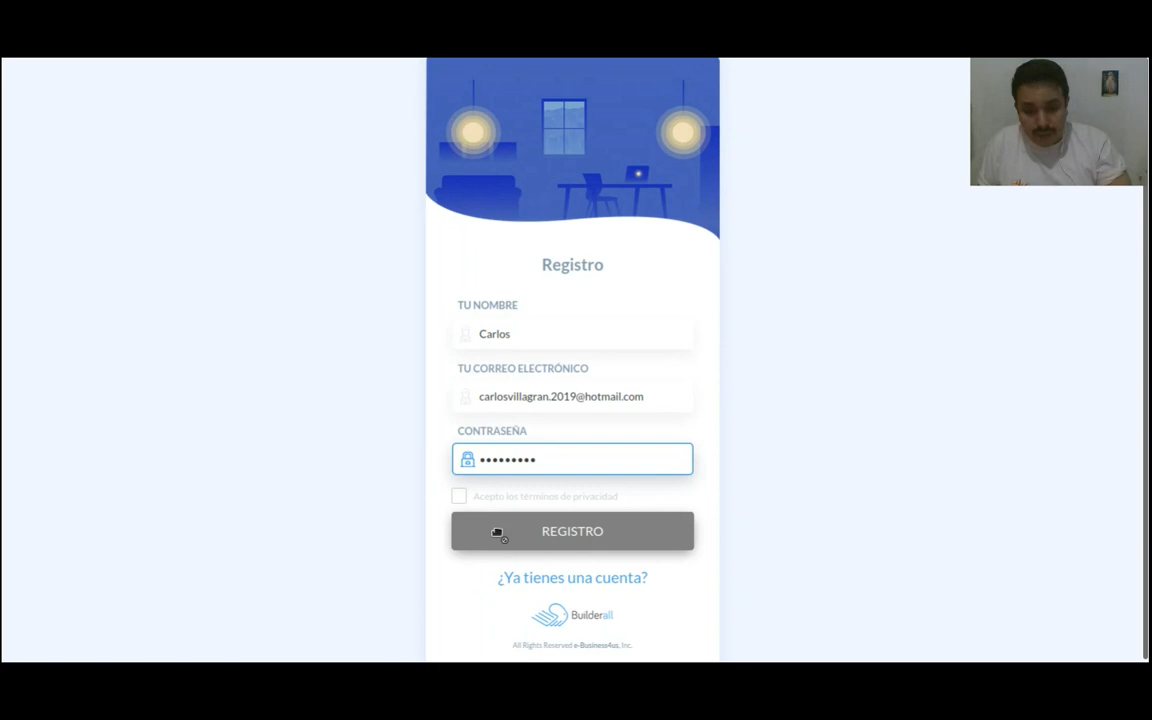 Registro
TU NOMBRE
Carlos
TU CORREO ELECTRÓNICO
carlosvillagran.2019@hotmail.com
CONTRASEÑA
•••••••••
Acepto los términos de privacidad
REGISTRO
¿Ya tienes una cuenta?
Builderall
All Rights Reserved e-Business4us, Inc.